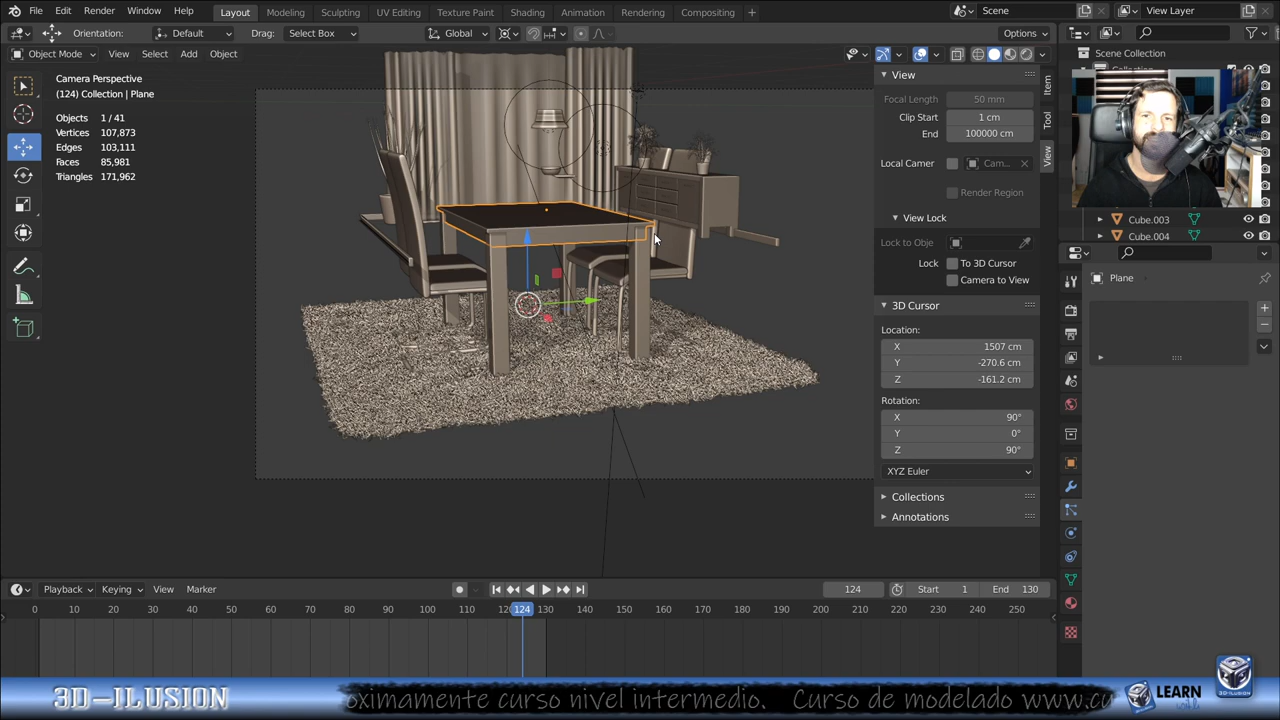 File Edit Render Window Help Layout Modeling Sculpting UV Editing Texture Paint Shading Animation Rendering Compositing + Scene View Layer
Orientation: Default Drag: Select Box Global Options
Object Mode View Select Add Object
Camera Perspective
(124) Collection | Plane
Objects 1 / 41
Vertices 107,873
Edges 103,111
Faces 85,981
Triangles 171,962
View
Focal Length 50 mm
Clip Start 1 cm
End 100000 cm
Local Camer Cam...
Render Region
View Lock
Lock to Obje
Lock To 3D Cursor
Camera to View
3D Cursor
Location:
X 1507 cm
Y -270.6 cm
Z -161.2 cm
Rotation:
X 90°
Y 0°
Z 90°
XYZ Euler
Collections
Annotations
Item
Tool
View
Scene Collection
Cube.003
Cube.004
Plane
Playback Keying View Marker 124 Start 1 End 130
0 10 20 30 40 50 60 70 80 90 100 110 124 130 140 150 160 170 180 190 200 210 220 230 240 250
3D-ILUSION oximamente curso nivel intermedio. Curso de modelado www.cu LEARN
3D-ILUSION